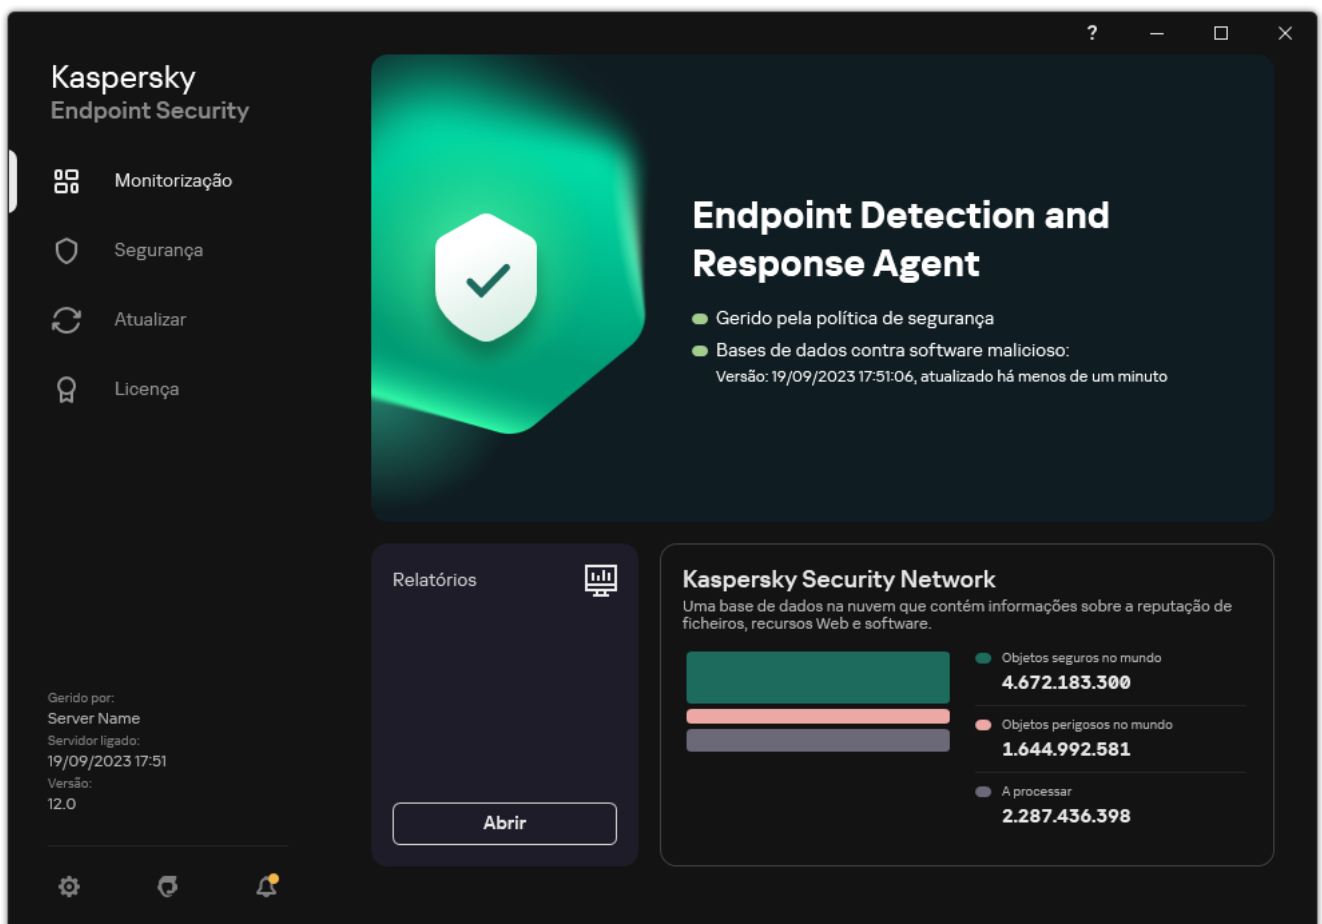 ?
Kaspersky
Endpoint Security
Monitorização
Segurança
Atualizar
Licença
Gerido por:
Server Name
Servidor ligado:
19/09/2023 17:51
Versão:
12.0
Endpoint Detection and
Response Agent
Gerido pela política de segurança
Bases de dados contra software malicioso:
Versão: 19/09/2023 17:51:06, atualizado há menos de um minuto
Relatórios
Abrir
Kaspersky Security Network
Uma base de dados na nuvem que contém informações sobre a reputação de
ficheiros, recursos Web e software.
Objetos seguros no mundo
4.672.183.300
Objetos perigosos no mundo
1.644.992.581
A processar
2.287.436.398